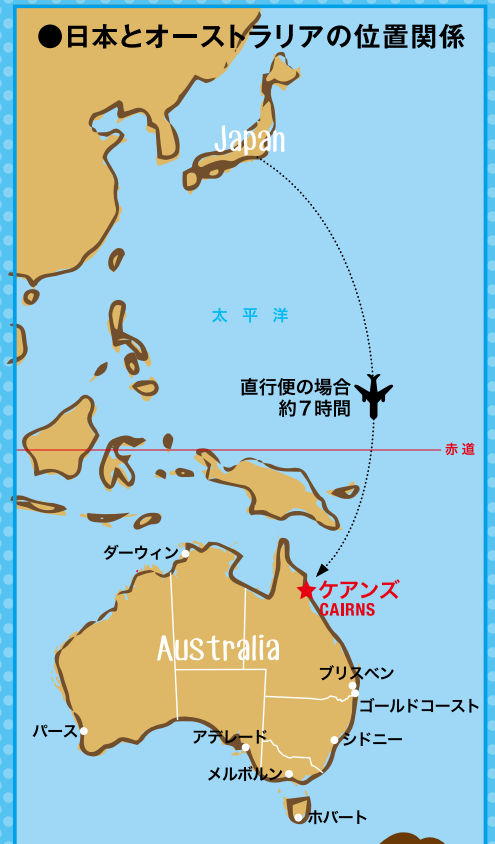 ●日本とオーストラリアの位置関係
Japan
太平洋
直行便の場合
約7時間
赤道
ダーウィン
ケアンズ
CAIRNS
Australia
ブリスベン
ゴールドコースト
パース
アデレード
シドニー
メルボルン
ホバート